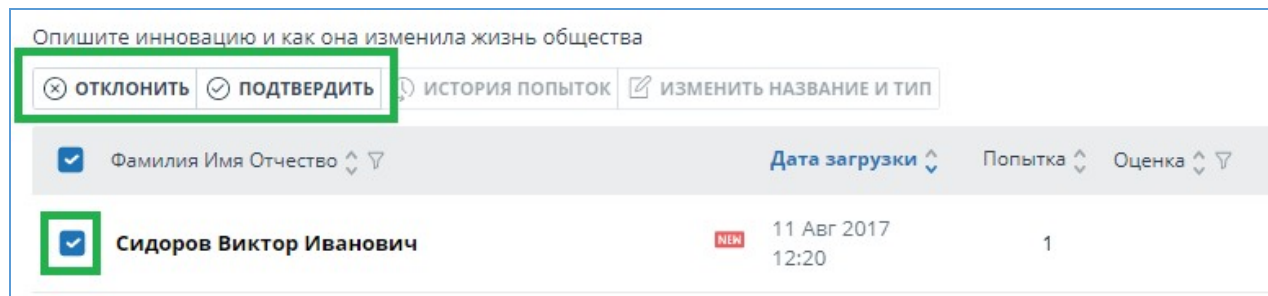 Опишите инновацию и как она изменила жизнь общества
ОТКЛОНИТЬ ПОДТВЕРДИТЬ ИСТОРИЯ ПОПЫТОК ИЗМЕНИТЬ НАЗВАНИЕ И ТИП
Фамилия Имя Отчество Дата загрузки Попытка Оценка
Сидоров Виктор Иванович NEW 11 Авг 2017 1
12:20